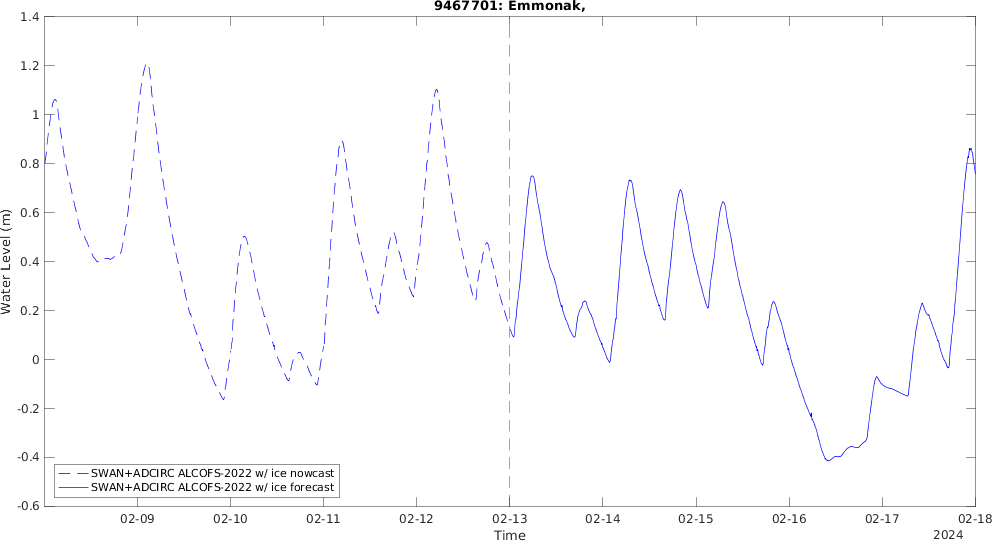 9467701: Emmonak,
1.4
1.2
1
0.8
0.6
0.4
0.2
0
-0.2
-0.4
-0.6
Water Level (m)
SWAN+ADCIRC ALCOFS-2022 w/ ice nowcast
SWAN+ADCIRC ALCOFS-2022 w/ ice forecast
02-09 02-10 02-11 02-12 02-13 02-14 02-15 02-16 02-17 02-18
Time
2024